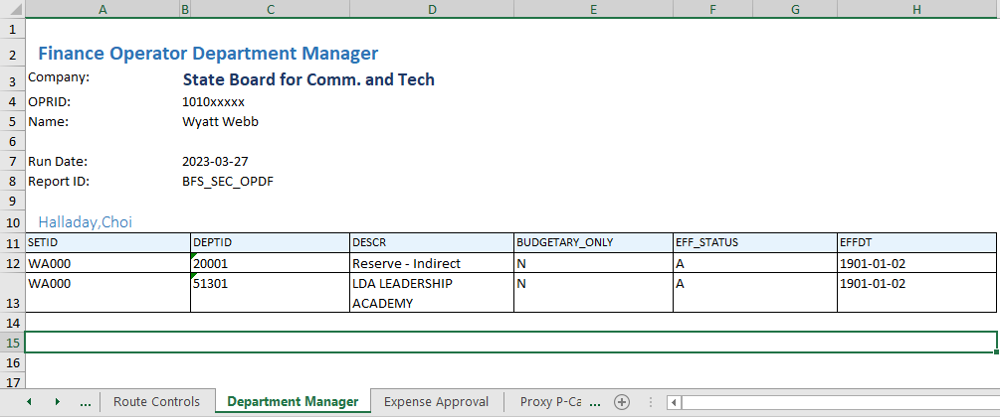 A B C D E F G H
1
2 Finance Operator Department Manager
3 Company: State Board for Comm. and Tech
4 OPRID: 1010xxxxx
5 Name: Wyatt Webb
6
7 Run Date: 2023-03-27
8 Report ID: BFS_SEC_OPDF
9
10 Halladay,Choi
11 SETID DEPTID DESCR BUDGETARY_ONLY EFF_STATUS EFFDT
12 WA000 20001 Reserve - Indirect N A 1901-01-02
WA000 51301 LDA LEADERSHIP N A 1901-01-02
13 ACADEMY
14
15
16
17
... Route Controls Department Manager Expense Approval Proxy P-Ca ...